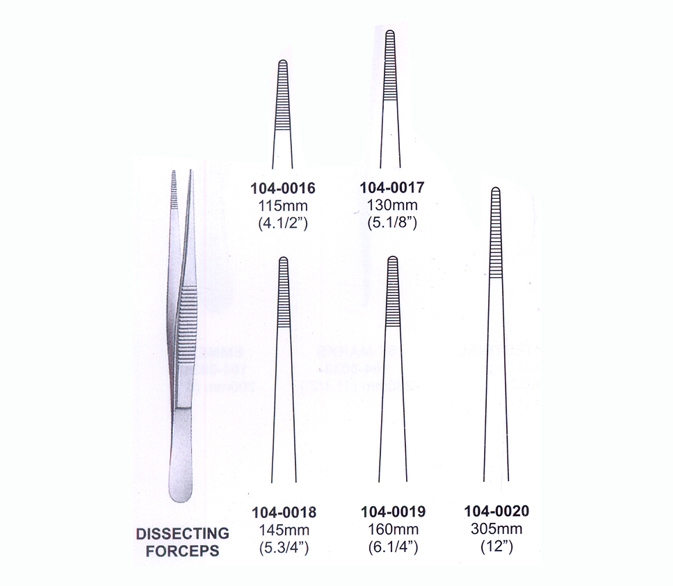 104-0016
115mm
(4.1/2”)
104-0017
130mm
(5.1/8”)
104-0018
145mm
(5.3/4”)
104-0019
160mm
(6.1/4”)
104-0020
305mm
(12”)
DISSECTING
FORCEPS